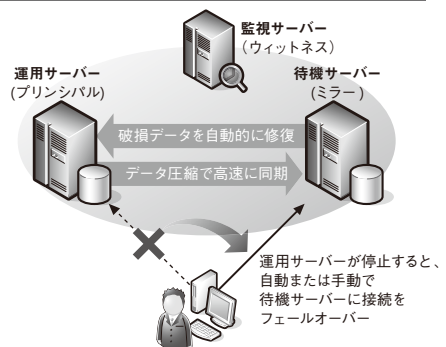 監視サーバー
（ウィットネス）
運用サーバー
(プリンシパル)
待機サーバー
(ミラー)
破損データを自動的に修復
データ圧縮で高速に同期
運用サーバーが停止すると、
自動または手動で
待機サーバーに接続を
フェールオーバー